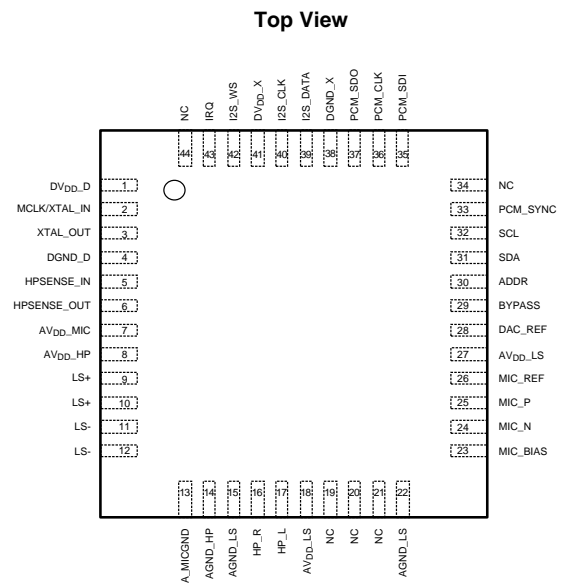 Top View
NC
IRQ
I2S_WS
DVDD_X
I2S_CLK
I2S_DATA
DGND_X
PCM_SDO
PCM_CLK
PCM_SDI
44
43
42
41
40
39
38
37
36
35
DVDD_D 1
MCLK/XTAL_IN 2
XTAL_OUT 3
DGND_D 4
HPSENSE_IN 5
HPSENSE_OUT 6
AVDD_MIC 7
AVDD_HP 8
LS+ 9
LS+ 10
LS- 11
LS- 12
34 NC
33 PCM_SYNC
32 SCL
31 SDA
30 ADDR
29 BYPASS
28 DAC_REF
27 AVDD_LS
26 MIC_REF
25 MIC_P
24 MIC_N
23 MIC_BIAS
13
14
15
16
17
18
19
20
21
22
A_MICGND
AGND_HP
AGND_LS
HP_R
HP_L
AVDD_LS
NC
NC
NC
AGND_LS